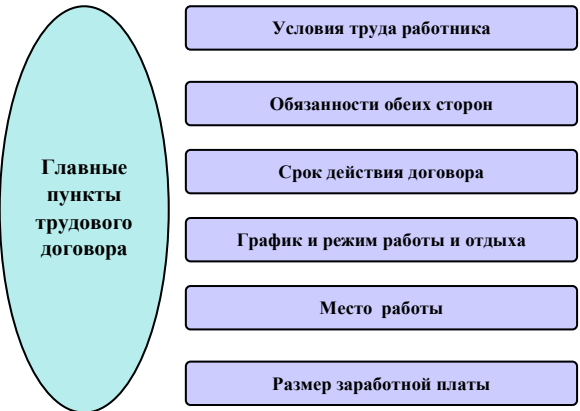 Главные
пункты
трудового
договора
Условия труда работника
Обязанности обеих сторон
Срок действия договора
График и режим работы и отдыха
Место работы
Размер заработной платы